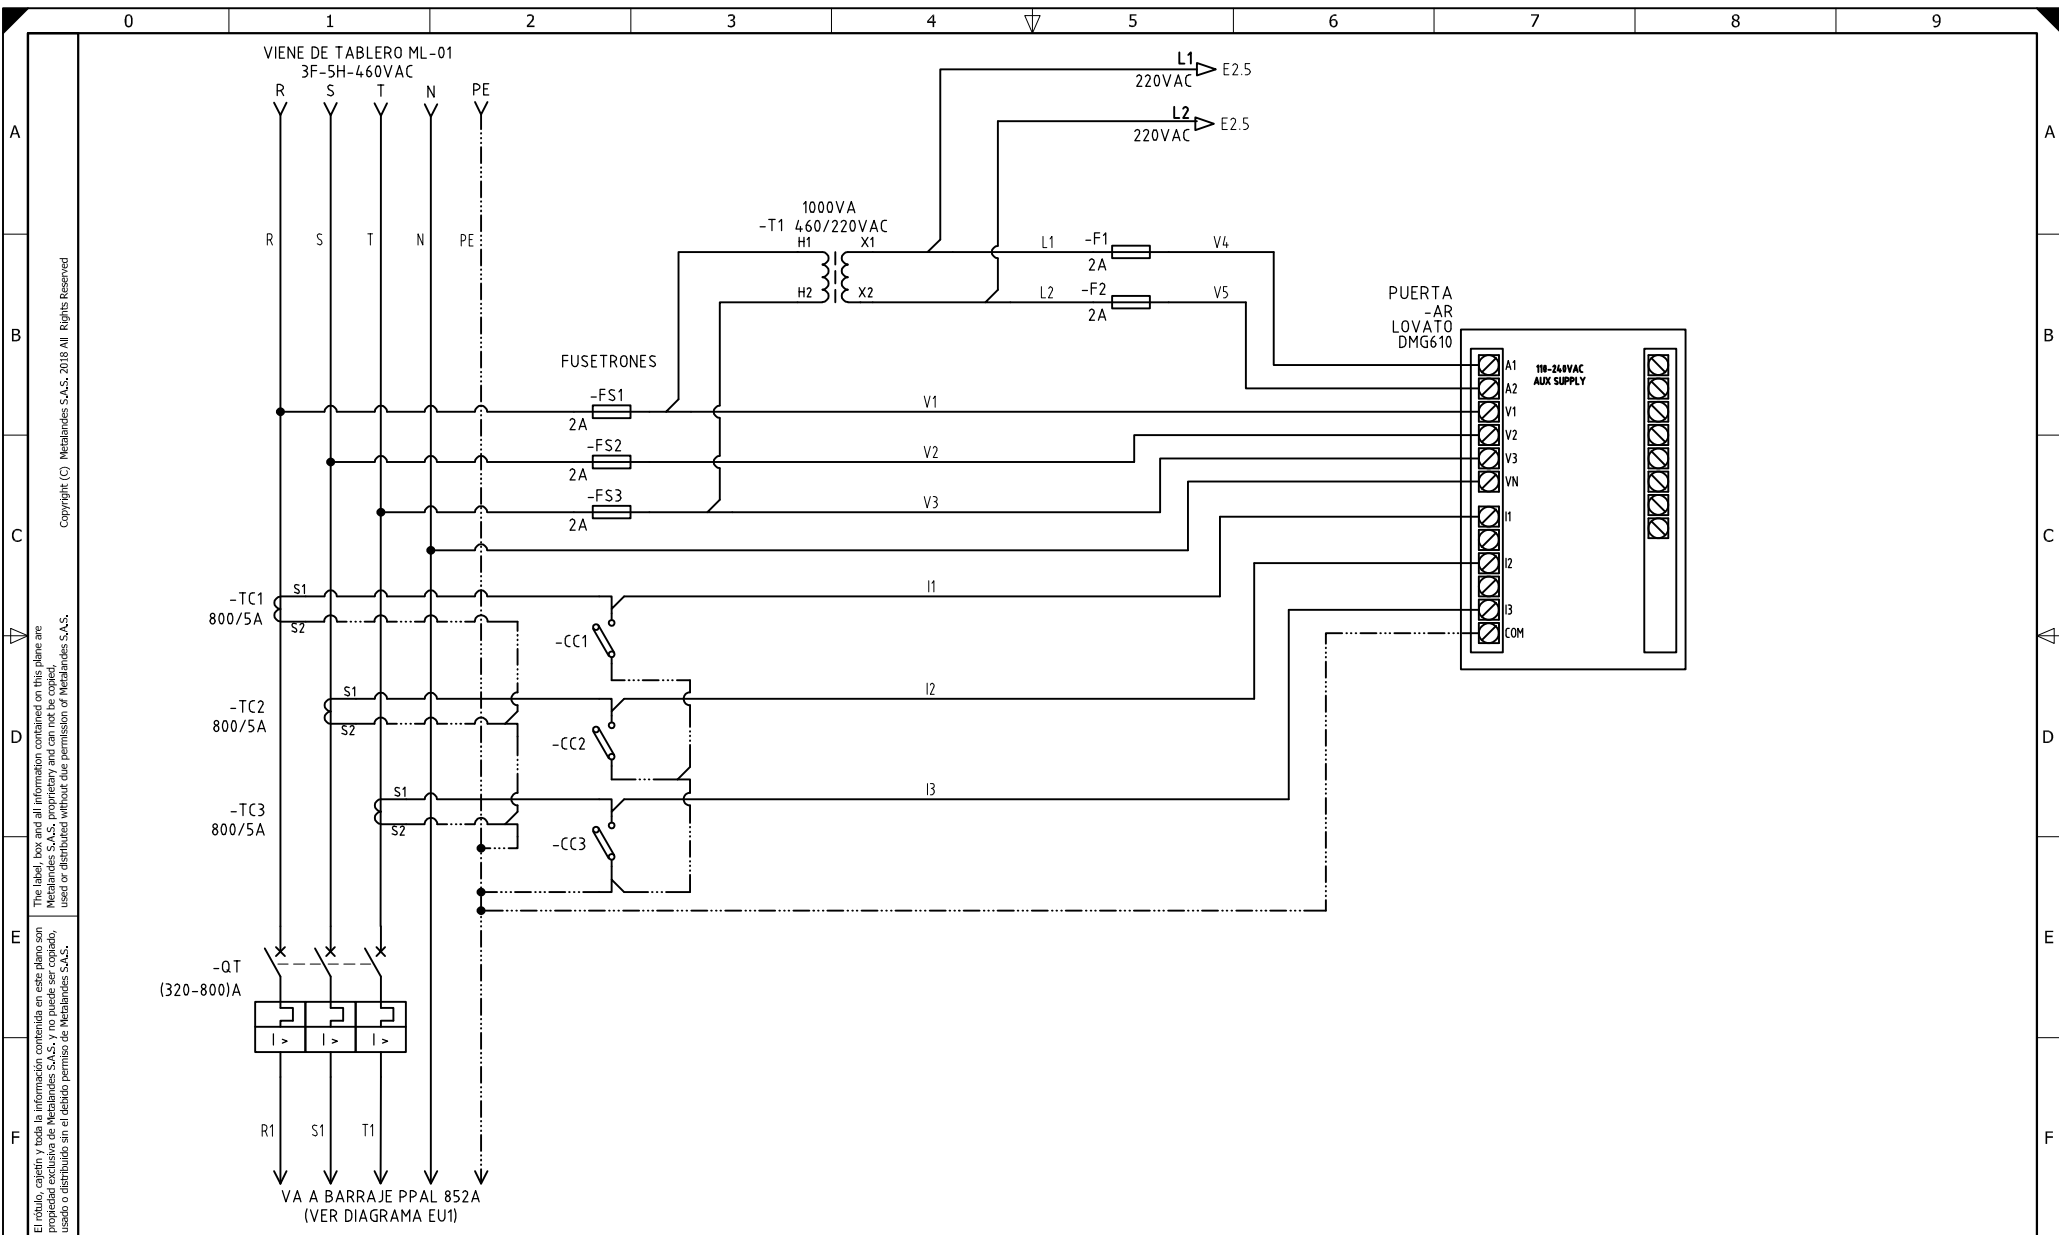 0 1 2 3 4 5 6 7 8 9
VIENE DE TABLERO ML-01
3F-5H-460VAC
R S T N PE
L1
220VAC
E2.5
L2
220VAC
E2.5
A
A
1000VA
-T1 460/220VAC
H1
X1
H2
X2
R S T N PE
L1
-F1
2A
V4
L2
-F2
2A
V5
PUERTA
-AR
LOVATO
DMG610
B
B
110-240VAC
AUX SUPPLY
A1
A2
V1
V2
V3
VN
I1
I2
I3
COM
FUSETRONES
-FS1
2A
V1
-FS2
2A
V2
-FS3
2A
V3
C
C
-TC1
800/5A
S1
S2
I1
-CC1
-TC2
800/5A
S1
S2
I2
-CC2
D
D
-TC3
800/5A
S1
S2
I3
-CC3
E
E
-QT
(320-800)A
I > I > I >
R1 S1 T1
F
F
VA A BARRAJE PPAL 852A
(VER DIAGRAMA EU1)
Copyright (C) Metalandes S.A.S. 2018 All Rights Reserved
The label, box and all information contained on this plane are
Metalandes S.A.S. proprietary and can not be copied,
used or distributed without due permission of Metalandes S.A.S.
El rótulo, cajetín y toda la información contenida en este plano son
propiedad exclusiva de Metalandes S.A.S. y no puede ser copiado,
usado o distribuido sin el debido permiso de Metalandes S.A.S.